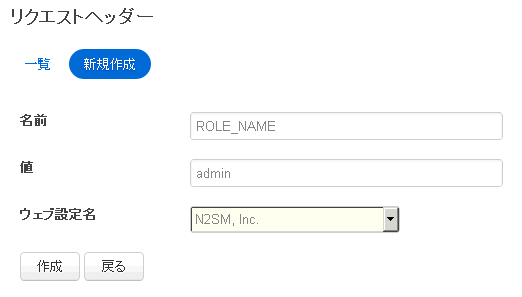 リクエストヘッダー
一覧 新規作成
名前 ROLE_NAME
値 admin
ウェブ設定名 N2SM, Inc.
作成 戻る